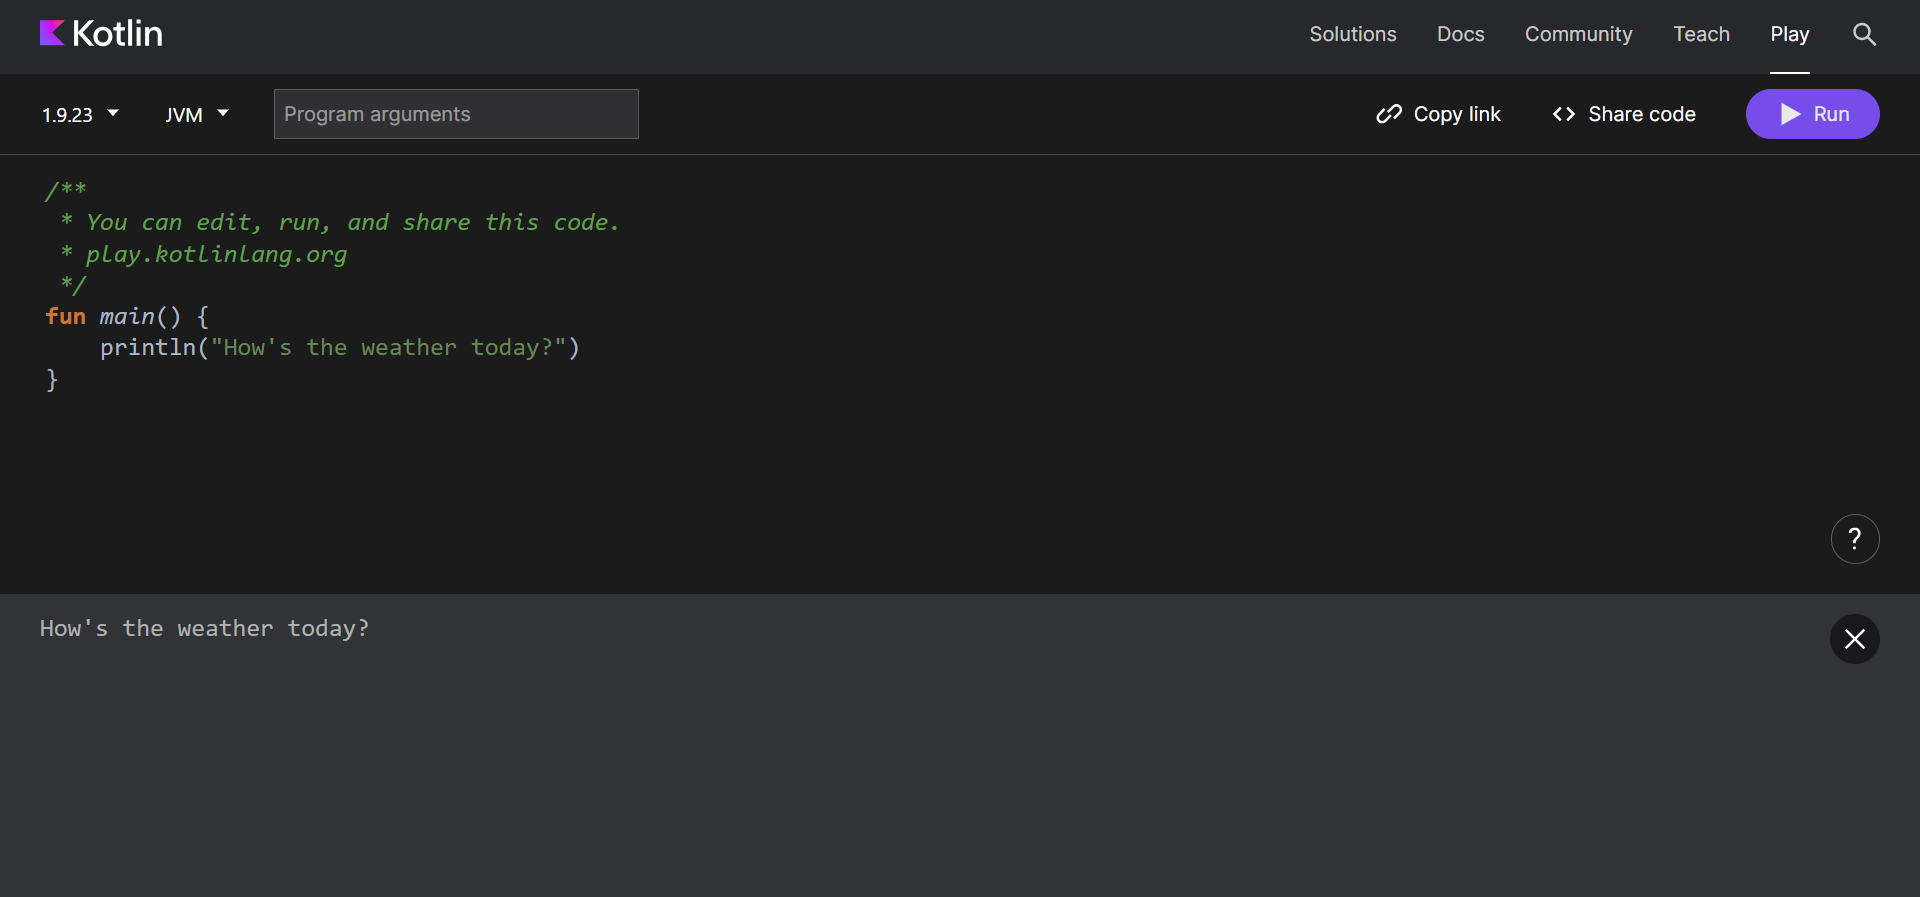 Kotlin Solutions Docs Community Teach Play
1.9.23 JVM Program arguments Copy link <> Share code Run
/**
 * You can edit, run, and share this code.
 * play.kotlinlang.org
 */
fun main() {
    println("How's the weather today?")
}
?
How's the weather today?